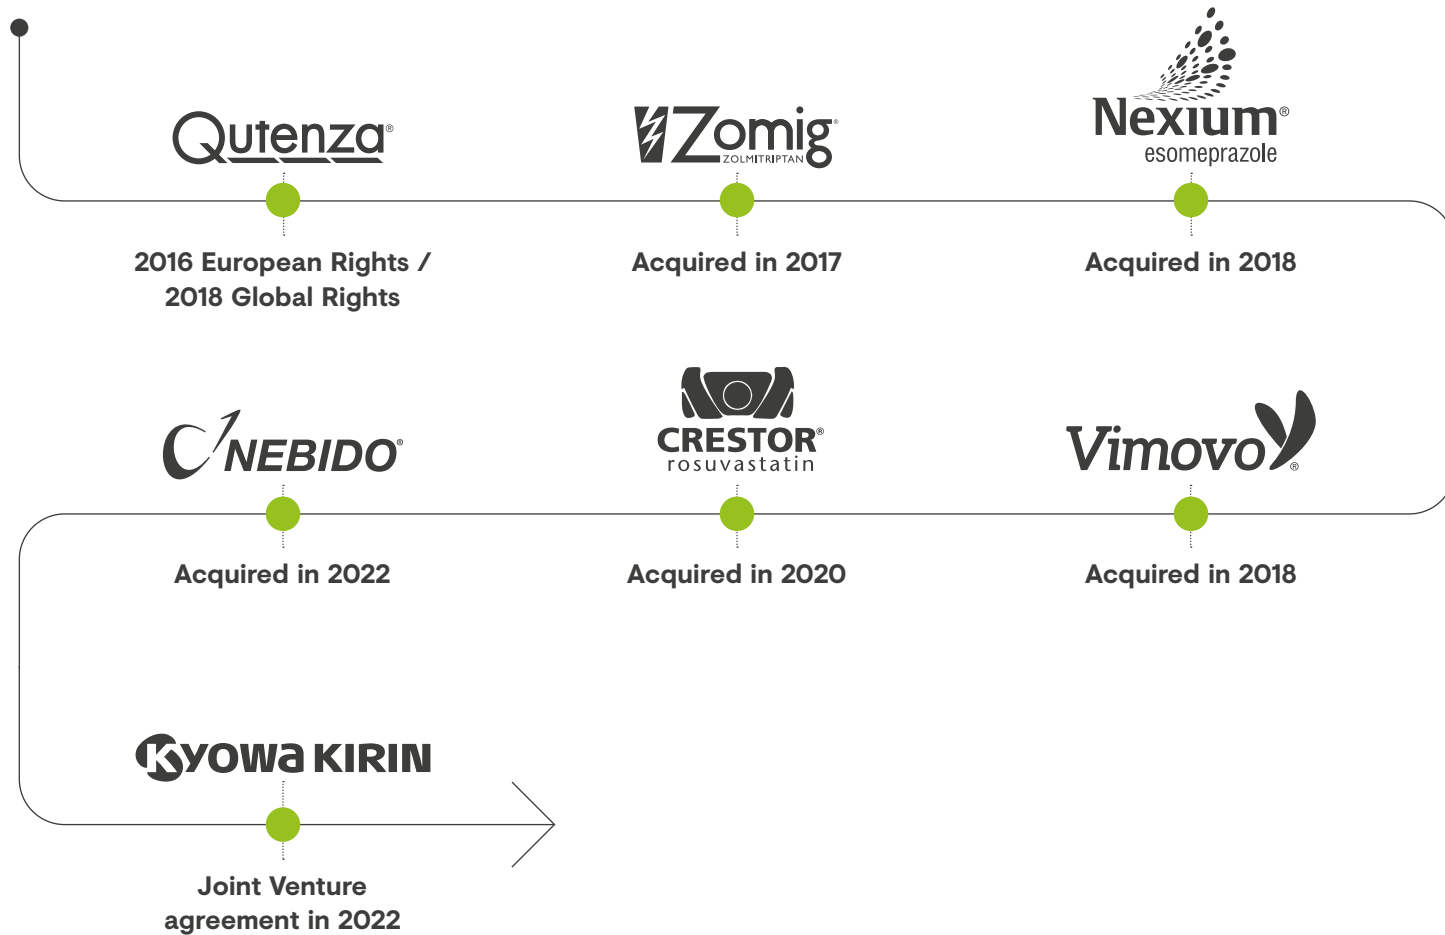 Qutenza®
Zomig®
ZOLMITRIPTAN
Nexium®
esomeprazole
2016 European Rights /
2018 Global Rights
Acquired in 2017
Acquired in 2018
NEBIDO®
CRESTOR®
rosuvastatin
Vimovo®
Acquired in 2022
Acquired in 2020
Acquired in 2018
KYOWA KIRIN
Joint Venture
agreement in 2022